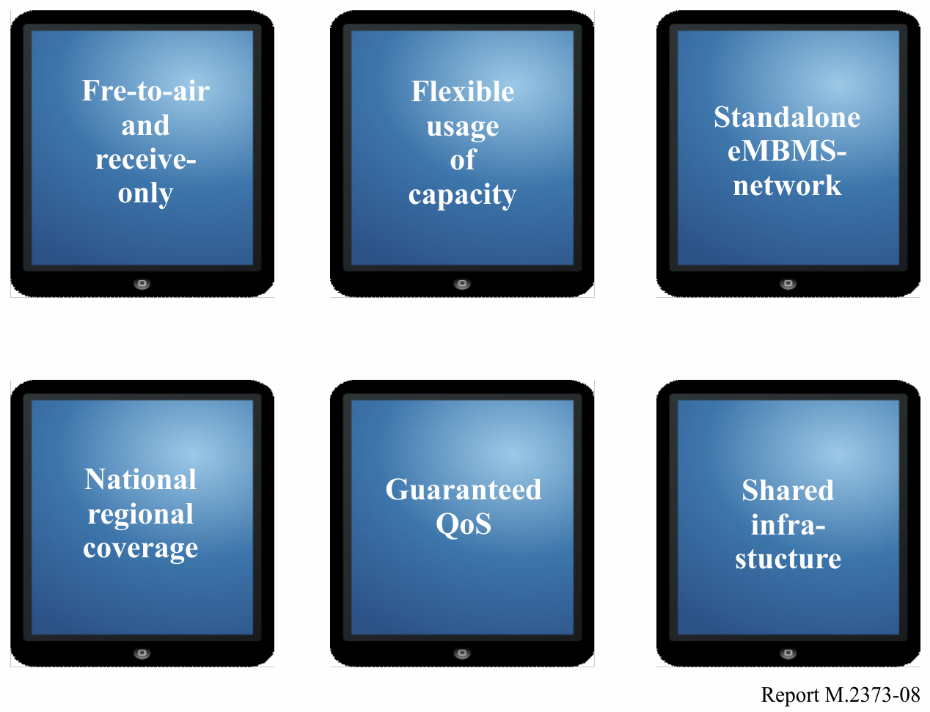 Fre-to-air
and
receive-
only
Flexible
usage
of
capacity
Standalone
eMBMS-
network
National
regional
coverage
Guaranteed
QoS
Shared
infra-
stucture
Report M.2373-08